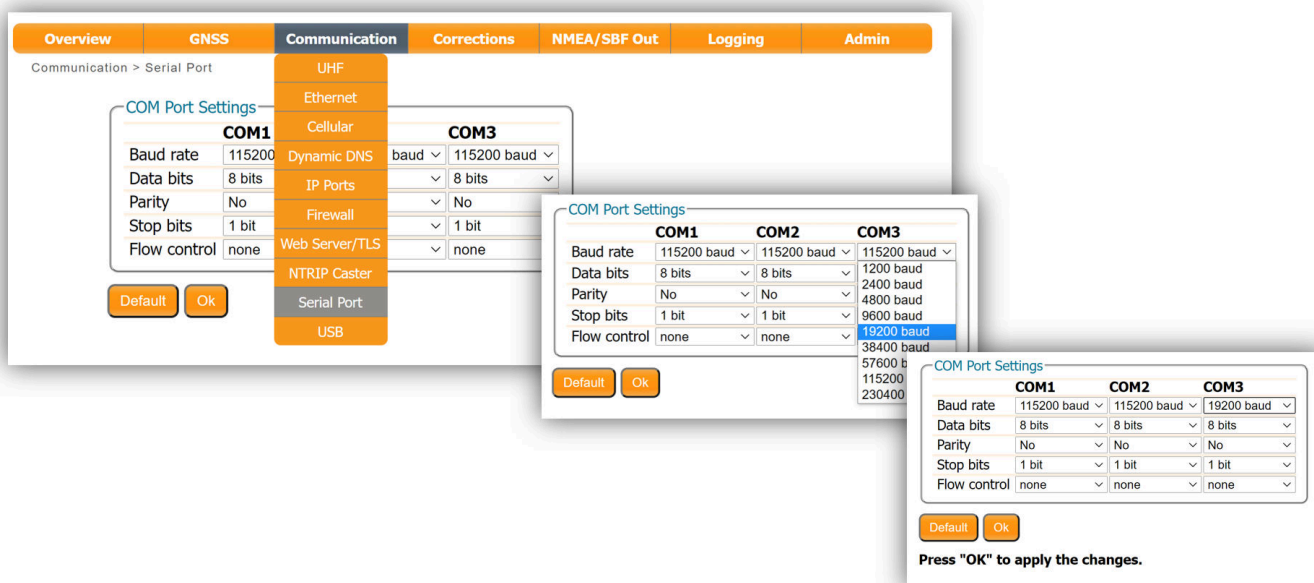 Overview GNSS Communication Corrections NMEA/SBF Out Logging Admin
Communication > Serial Port
UHF
Ethernet
Cellular
Dynamic DNS
IP Ports
Firewall
Web Server/TLS
NTRIP Caster
Serial Port
USB
COM Port Settings
COM1 COM3
Baud rate 115200 baud 115200 baud
Data bits 8 bits 8 bits
Parity No No
Stop bits 1 bit 1 bit
Flow control none none
Default Ok
COM Port Settings
COM1 COM2 COM3
Baud rate 115200 baud 115200 baud 115200 baud
Data bits 8 bits 8 bits
Parity No No
Stop bits 1 bit 1 bit
Flow control none none
1200 baud
2400 baud
4800 baud
9600 baud
19200 baud
38400 baud
57600 b
115200
230400
Default Ok
COM Port Settings
COM1 COM2 COM3
Baud rate 115200 baud 115200 baud 19200 baud
Data bits 8 bits 8 bits 8 bits
Parity No No No
Stop bits 1 bit 1 bit 1 bit
Flow control none none none
Default Ok
Press "OK" to apply the changes.